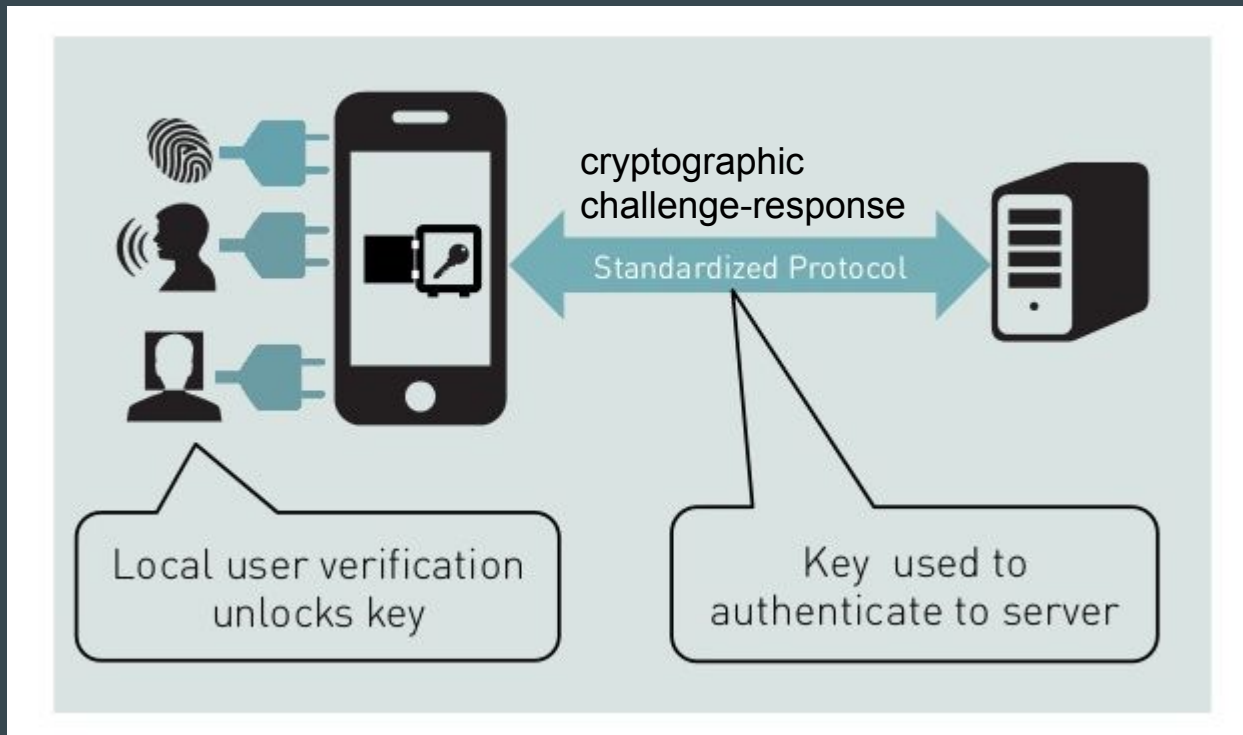 cryptographic
challenge-response
Standardized Protocol
Local user verification
unlocks key
Key used to
authenticate to server